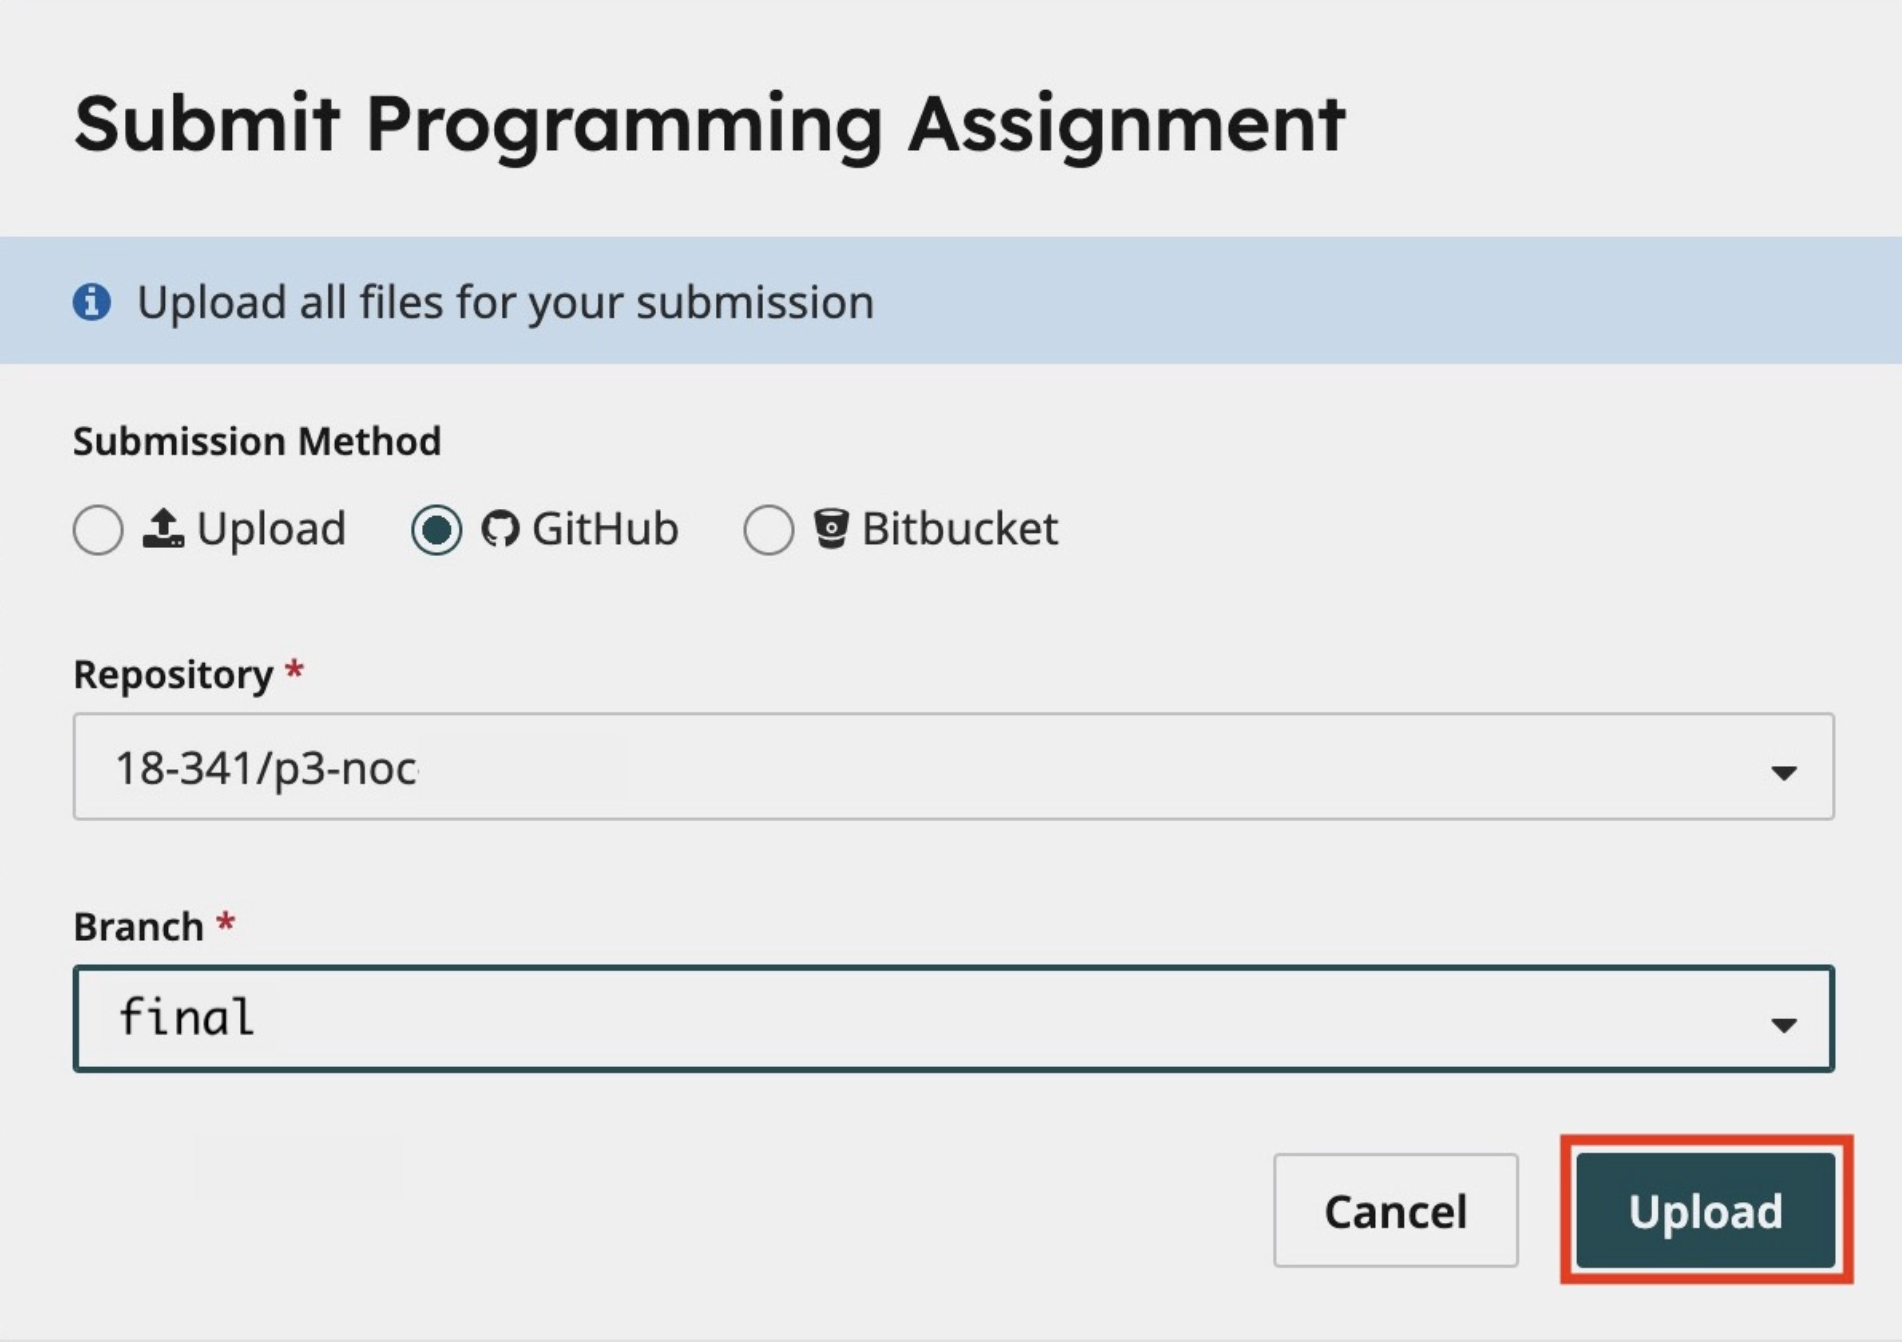 Submit Programming Assignment
Upload all files for your submission
Submission Method
Upload GitHub Bitbucket
Repository *
18-341/p3-noc
Branch *
final
Cancel Upload